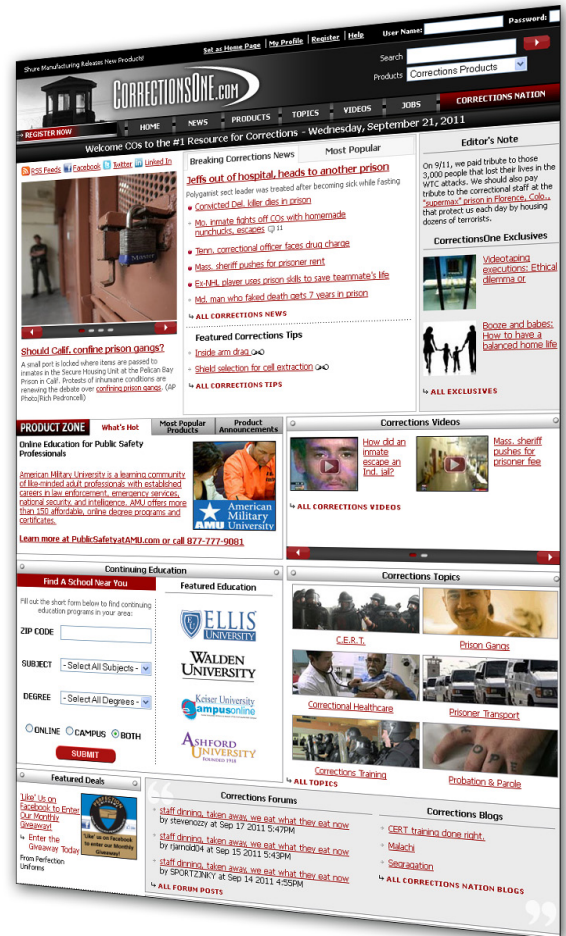 Shure Manufacturing Releases New Products!
Set as Home Page | My Profile | Register | Help
User Name:
Password:
Search
Products
Corrections Products
CORRECTIONSONE.COM
REGISTER NOW
HOME
NEWS
PRODUCTS
TOPICS
VIDEOS
JOBS
CORRECTIONS NATION
Welcome COs to the #1 Resource for Corrections - Wednesday, September 21, 2011
RSS Feeds
Facebook
Twitter
Linked In
Master
Should Calif. confine prison gangs?
A small port is locked where items are passed to
inmates in the Secure Housing Unit at the Pelican Bay
Prison in Calif. Protests of inhumane conditions are
renewing the debate over confining prison gangs. (AP
Photo/Rich Pedroncelli)
Breaking Corrections News
Most Popular
Jeffs out of hospital, heads to another prison
Polyganist sect leader was treated after becoming sick while fasting
Convicted Del. killer dies in prison
Mo. inmate fights off COs with homemade
nunchucks, escapes 11
Tenn. correctional officer faces drug charge
Mass. sheriff pushes for prisoner rent
Ex-NHL player uses prison skills to save teammate's life
Md. man who faked death gets 7 years in prison
ALL CORRECTIONS NEWS
Featured Corrections Tips
Inside arm drag
Shield selection for cell extraction
ALL CORRECTIONS TIPS
Editor's Note
On 9/11, we paid tribute to those
3,000 people that lost their lives in the
WTC attacks. We should also pay
tribute to the correctional staff at the
"supermax" prison in Florence, Colo.,
that protect us each day by housing
dozens of terrorists.
CorrectionsOne Exclusives
Videotaping
executions: Ethical
dilemma or
Booze and babes:
How to have a
balanced home life
ALL EXCLUSIVES
PRODUCT ZONE
What's Hot
Most Popular
Products
Product
Announcements
Online Education for Public Safety
Professionals
American Military University is a learning community
of like-minded adult professionals with established
careers in law enforcement, emergency services,
national security, and intelligence. AMU offers more
than 150 affordable, online degree programs and
certificates.
AMU
American
Military
University
Learn more at PublicSafetyatAMU.com or call 877-777-9081
Corrections Videos
How did an
inmate
escape an
Ind. jail?
Mass. sheriff
pushes for
prisoner fee
ALL CORRECTIONS VIDEOS
Continuing Education
Find A School Near You
Fill out the short form below to find continuing
education programs in your area:
ZIP CODE
SUBJECT
- Select All Subjects -
DEGREE
- Select All Degrees -
ONLINE
CAMPUS
BOTH
SUBMIT
Featured Education
ELLIS
UNIVERSITY
WALDEN
UNIVERSITY
Keiser University
ampusonline
ASHFORD
UNIVERSITY
FOUNDED 1918
Corrections Topics
C.E.R.T.
Prison Gangs
Correctional Healthcare
Prisoner Transport
Corrections Training
Probation & Parole
ALL TOPICS
Featured Deals
'Like' Us on
Facebook to Enter
Our Monthly
Giveaway!
Enter the
Giveaway Today
From Perfection
Uniforms
'Like' us on Facebook
to enter our Monthly
Giveaway!
Corrections Forums
staff dinning, taken away, we eat what they eat now
by stevenozzy at Sep 17 2011 5:47PM
staff dinning, taken away, we eat what they eat now
by rjarnold04 at Sep 15 2011 5:43PM
staff dinning, taken away, we eat what they eat now
by SPORTZJNKY at Sep 14 2011 4:55PM
ALL FORUM POSTS
Corrections Blogs
CERT training done right.
Malachi
Segragation
ALL CORRECTIONS NATION BLOGS